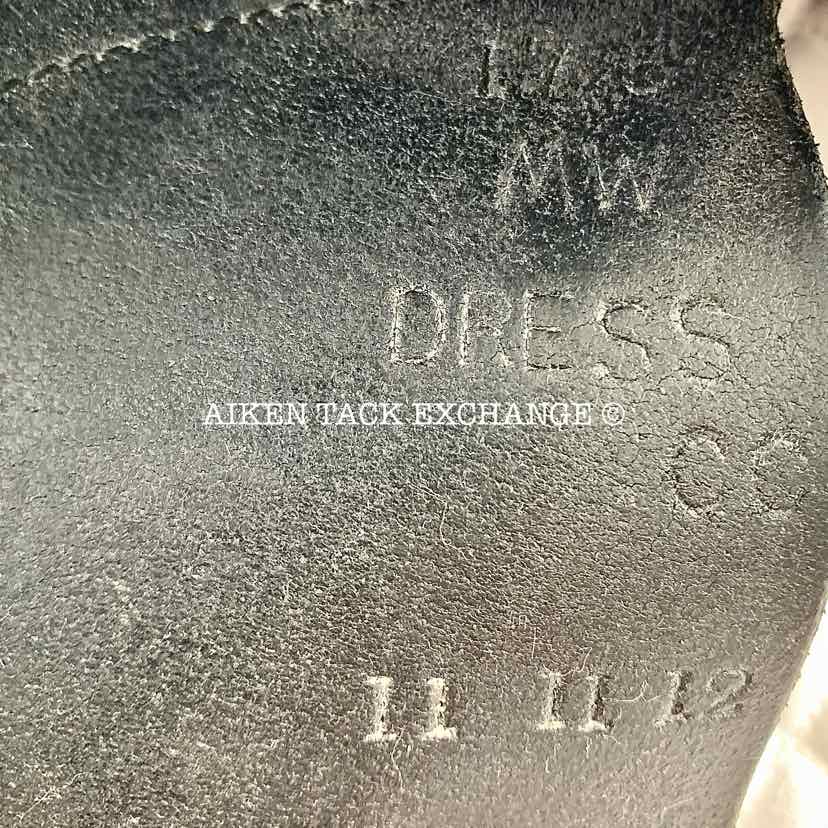 MW
DRESS
AIKEN TACK EXCHANGE ©
11 11 12